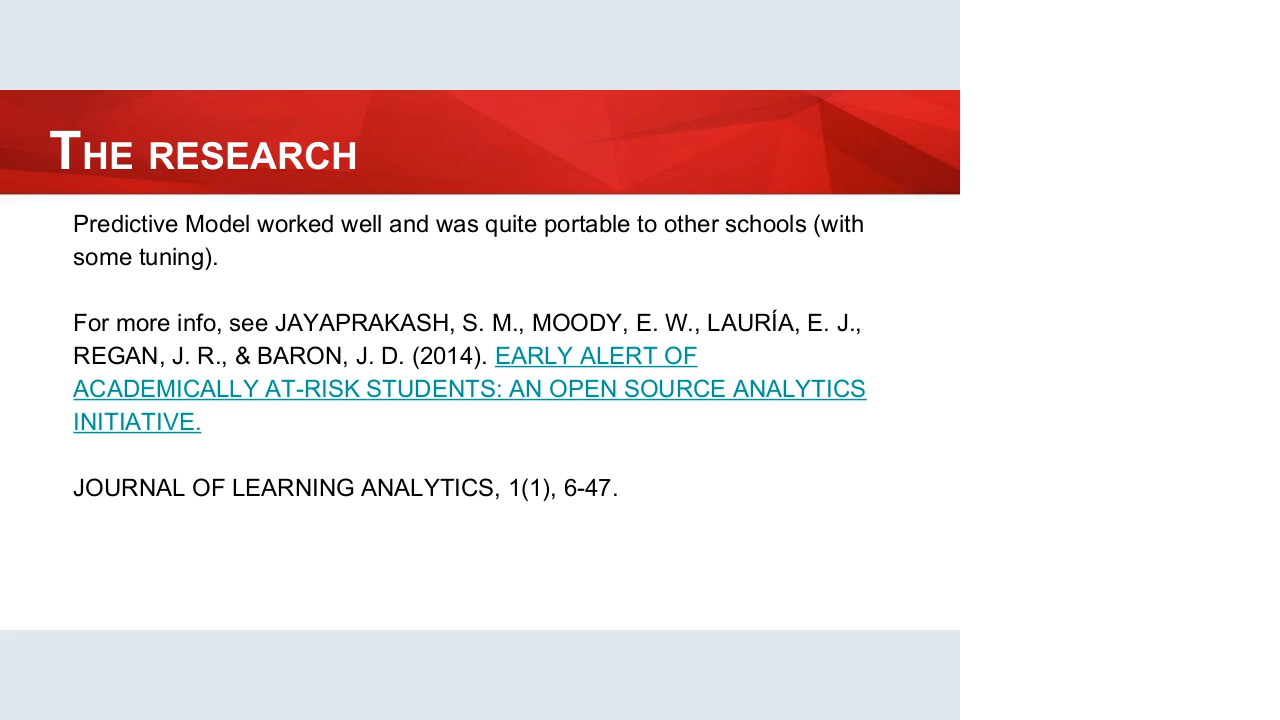 THE RESEARCH
Predictive Model worked well and was quite portable to other schools (with
some tuning).
For more info, see JAYAPRAKASH, S. M., MOODY, E. W., LAURÍA, E. J.,
REGAN, J. R., & BARON, J. D. (2014). EARLY ALERT OF
ACADEMICALLY AT-RISK STUDENTS: AN OPEN SOURCE ANALYTICS
INITIATIVE.
JOURNAL OF LEARNING ANALYTICS, 1(1), 6-47.